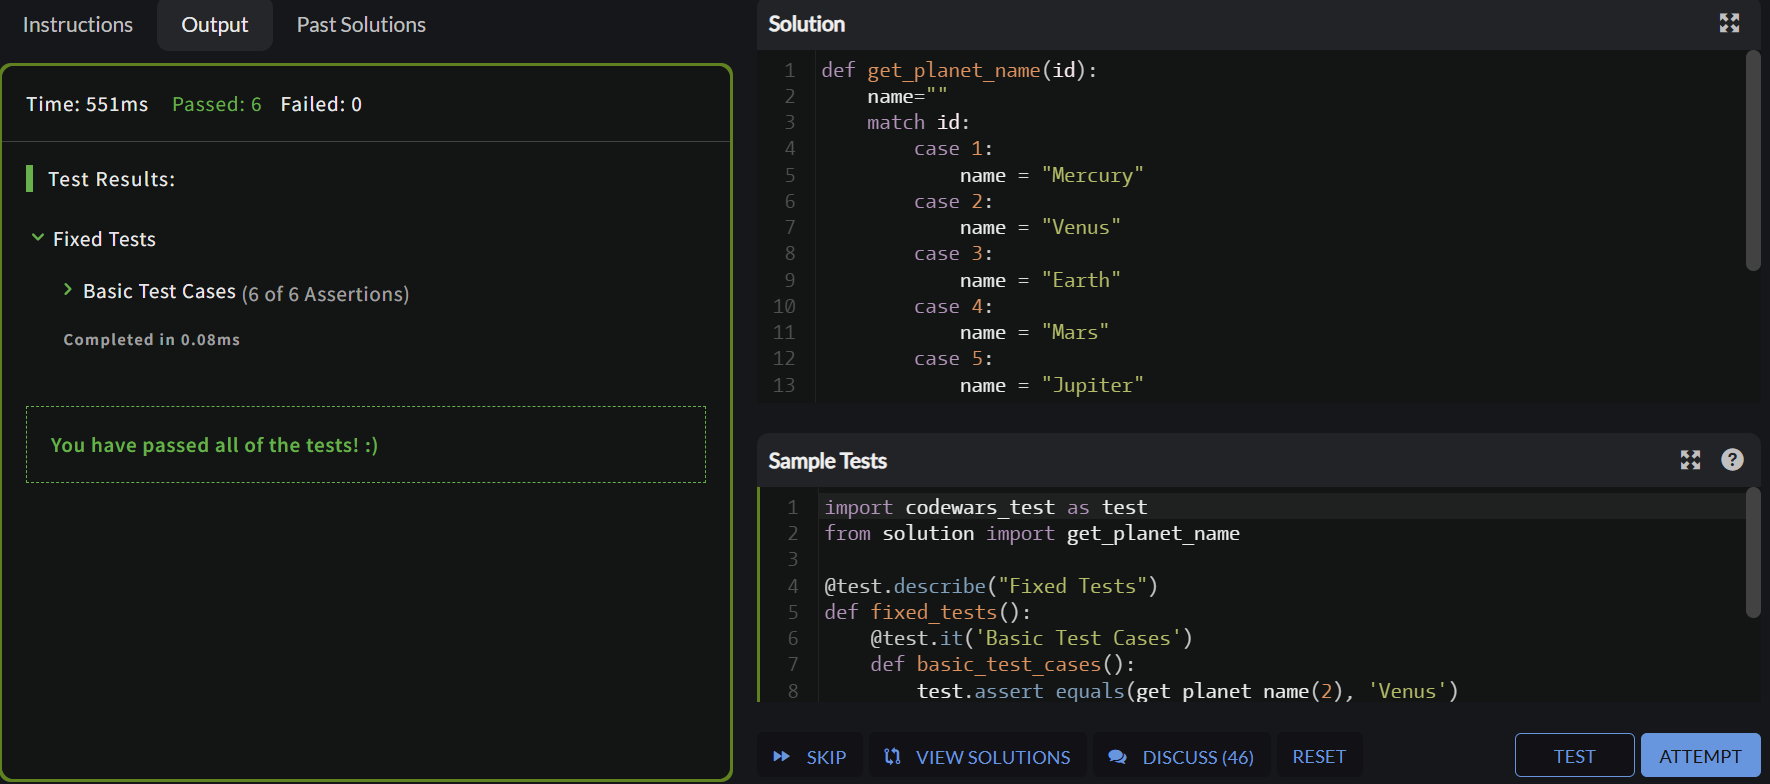 Instructions
Output
Past Solutions
Time: 551ms Passed: 6 Failed: 0
Test Results:
Fixed Tests
Basic Test Cases (6 of 6 Assertions)
Completed in 0.08ms
You have passed all of the tests! :)
Solution
1 def get_planet_name(id):
2     name=""
3     match id:
4         case 1:
5             name = "Mercury"
6         case 2:
7             name = "Venus"
8         case 3:
9             name = "Earth"
10         case 4:
11             name = "Mars"
12         case 5:
13             name = "Jupiter"
Sample Tests
?
1 import codewars_test as test
2 from solution import get_planet_name
3
4 @test.describe("Fixed Tests")
5 def fixed_tests():
6     @test.it('Basic Test Cases')
7     def basic_test_cases():
8         test.assert_equals(get_planet_name(2), 'Venus')
SKIP
VIEW SOLUTIONS
DISCUSS (46)
RESET
TEST
ATTEMPT